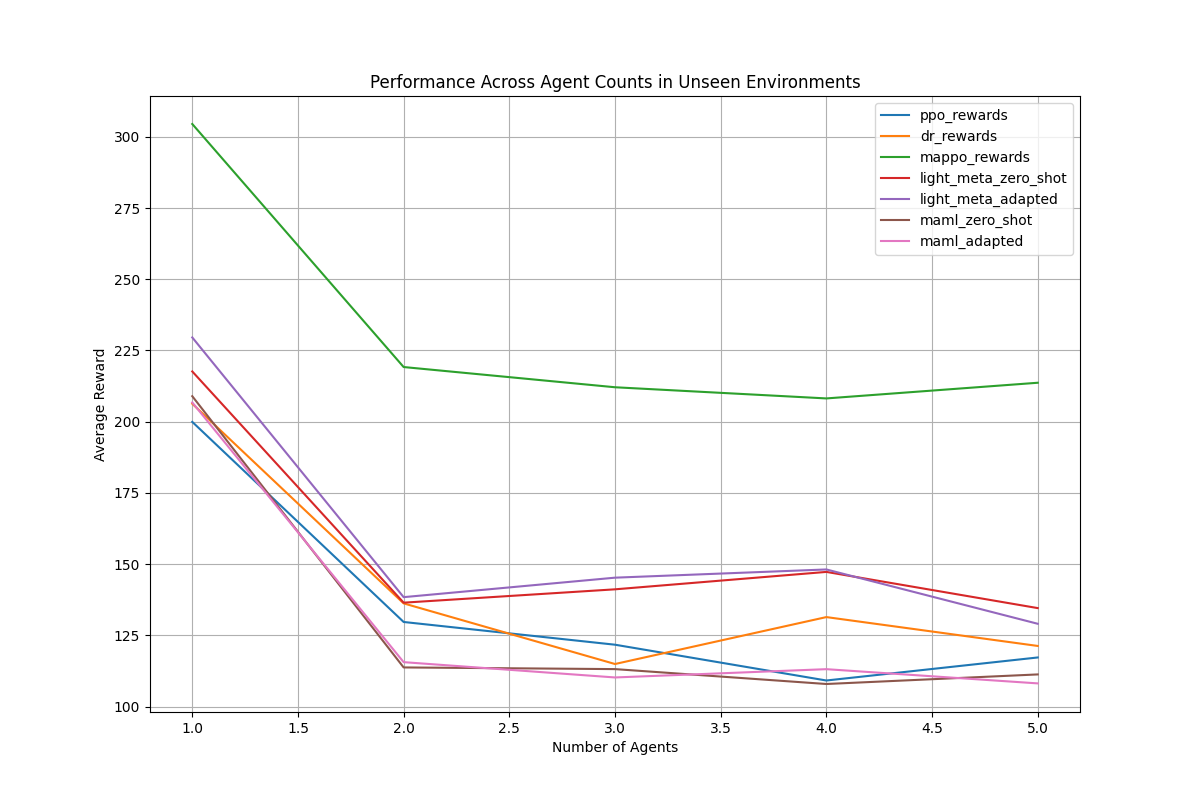 Performance Across Agent Counts in Unseen Environments
ppo_rewards
dr_rewards
mappo_rewards
light_meta_zero_shot
light_meta_adapted
maml_zero_shot
maml_adapted
Average Reward
300
275
250
225
200
175
150
125
100
1.0 1.5 2.0 2.5 3.0 3.5 4.0 4.5 5.0
Number of Agents